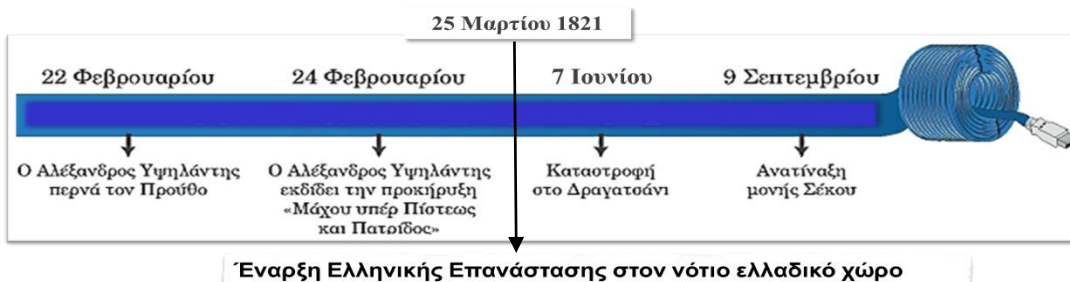 25 Μαρτίου 1821
22 Φεβρουαρίου
24 Φεβρουαρίου
7 Ιουνίου
9 Σεπτεμβρίου
Ο Αλέξανδρος Υψηλάντης
περνά τον Προύθο
Ο Αλέξανδρος Υψηλάντης
εκδίδει την προκήρυξη
«Μάχου υπέρ Πίστεως
και Πατρίδος»
Καταστροφή
στο Δραγατσάνι
Ανατίναξη
μονής Σέκου
Έναρξη Ελληνικής Επανάστασης στον νότιο ελλαδικό χώρο